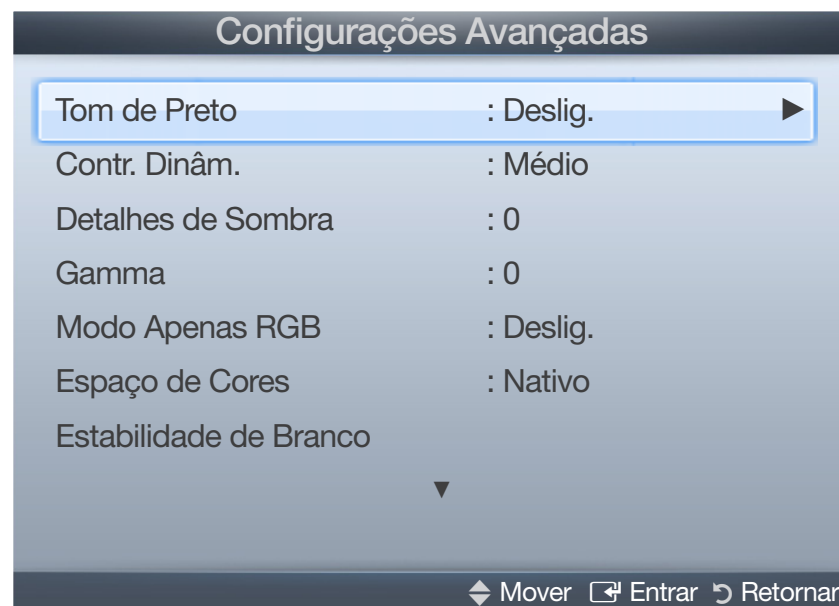 Configurações Avançadas
Tom de Preto : Deslig. ►
Contr. Dinâm. : Médio
Detalhes de Sombra : 0
Gamma : 0
Modo Apenas RGB : Deslig.
Espaço de Cores : Nativo
Estabilidade de Branco
▼
Mover Entrar Retornar